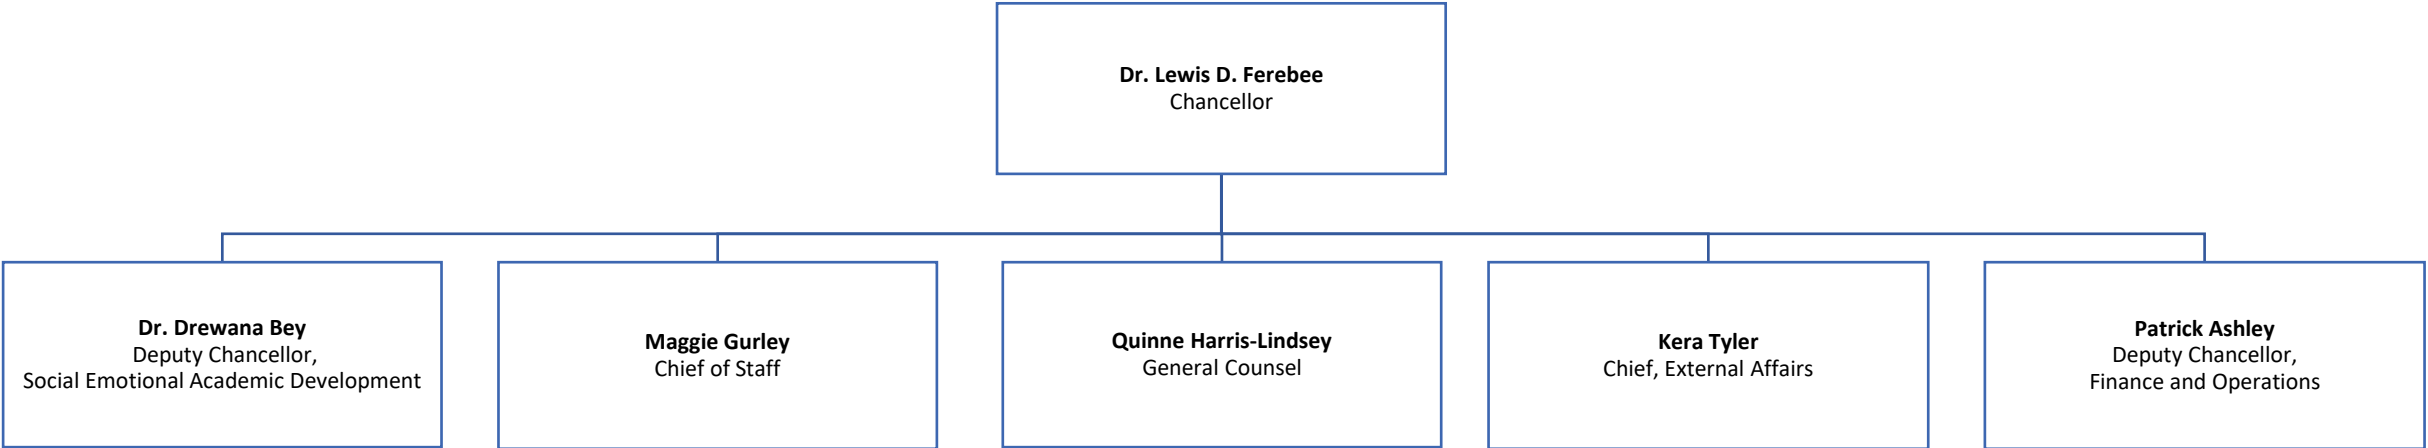 Dr. Lewis D. Ferebee
Chancellor
Dr. Drewana Bey
Deputy Chancellor,
Social Emotional Academic Development
Maggie Gurley
Chief of Staff
Quinne Harris-Lindsey
General Counsel
Kera Tyler
Chief, External Affairs
Patrick Ashley
Deputy Chancellor,
Finance and Operations